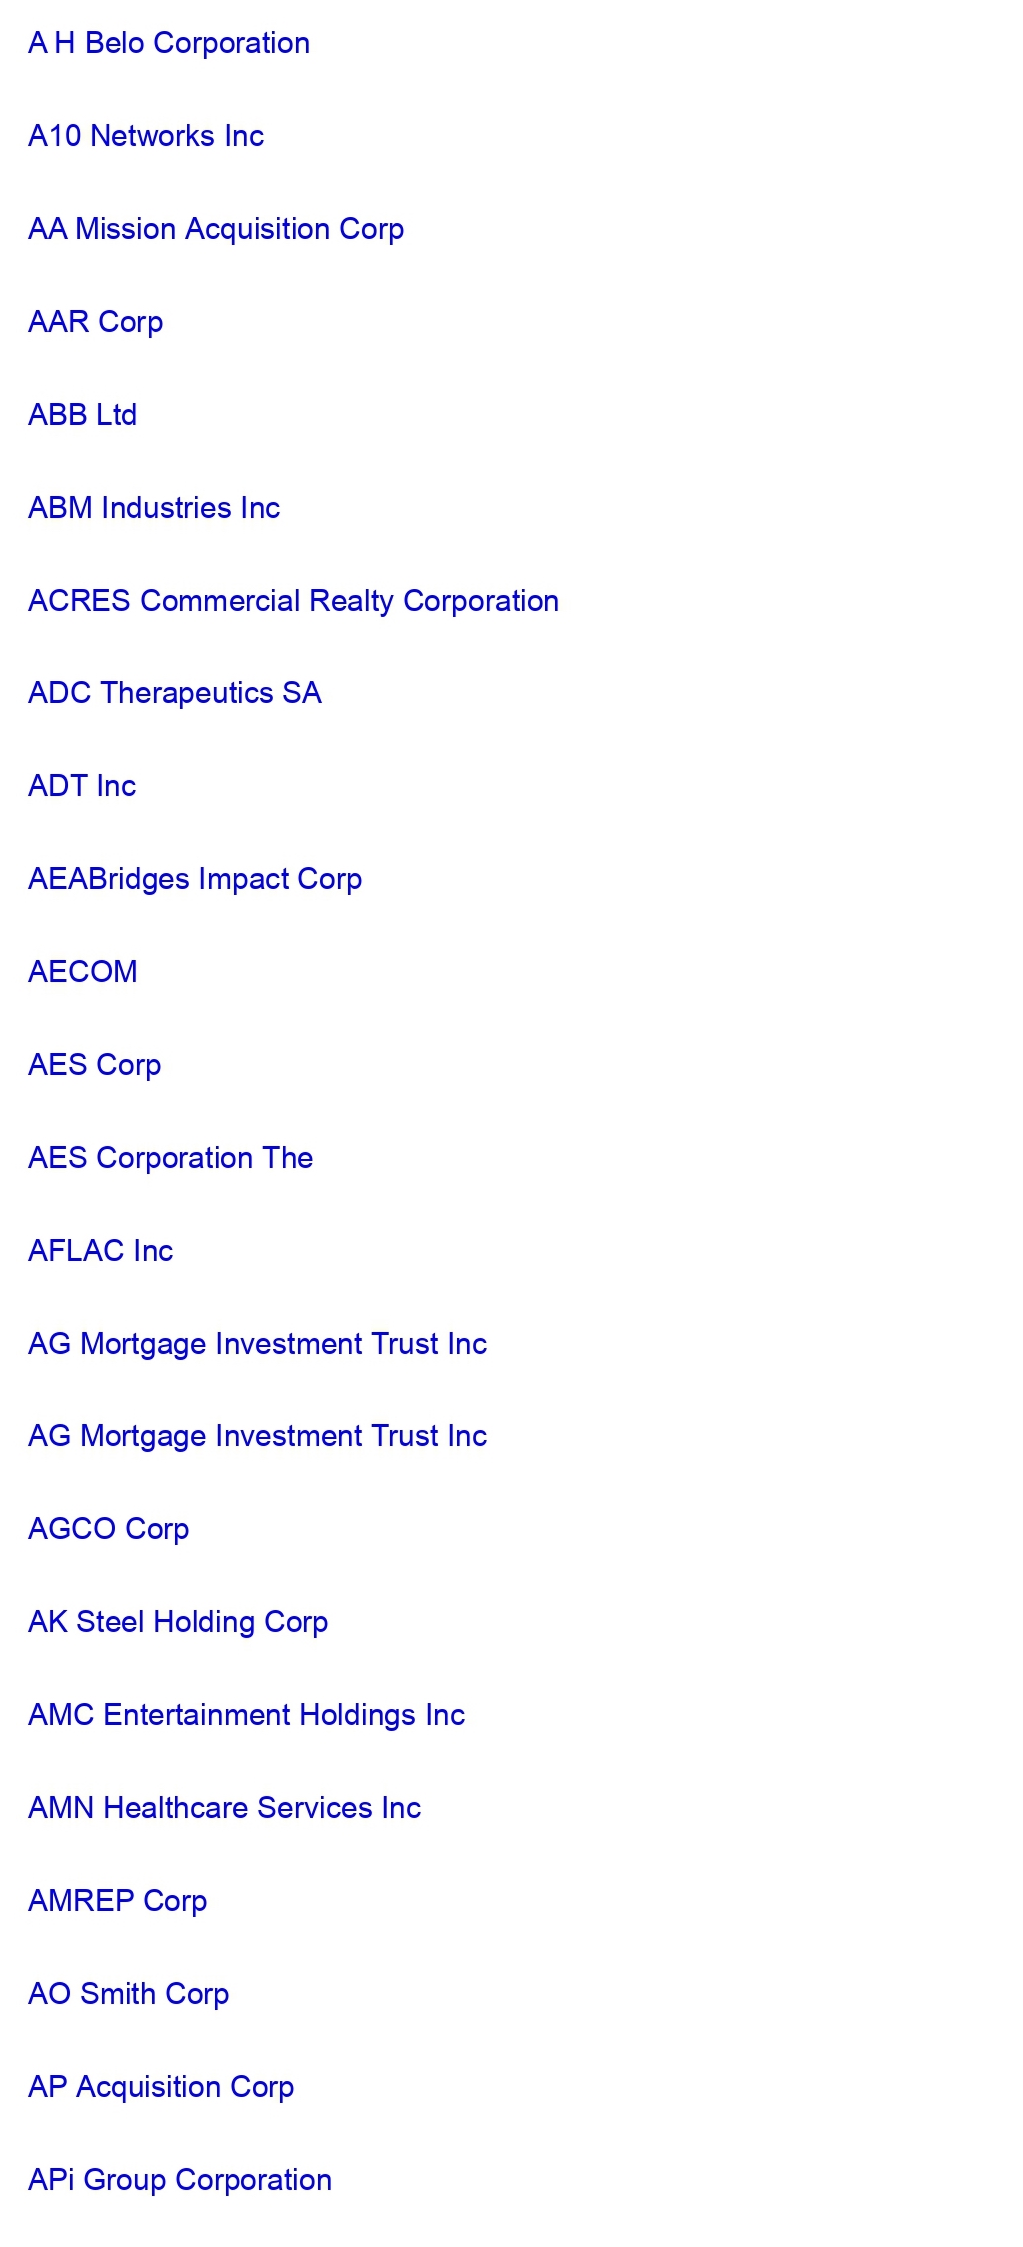 A H Belo Corporation
A10 Networks Inc
AA Mission Acquisition Corp
AAR Corp
ABB Ltd
ABM Industries Inc
ACRES Commercial Realty Corporation
ADC Therapeutics SA
ADT Inc
AEABridges Impact Corp
AECOM
AES Corp
AES Corporation The
AFLAC Inc
AG Mortgage Investment Trust Inc
AG Mortgage Investment Trust Inc
AGCO Corp
AK Steel Holding Corp
AMC Entertainment Holdings Inc
AMN Healthcare Services Inc
AMREP Corp
AO Smith Corp
AP Acquisition Corp
APi Group Corporation